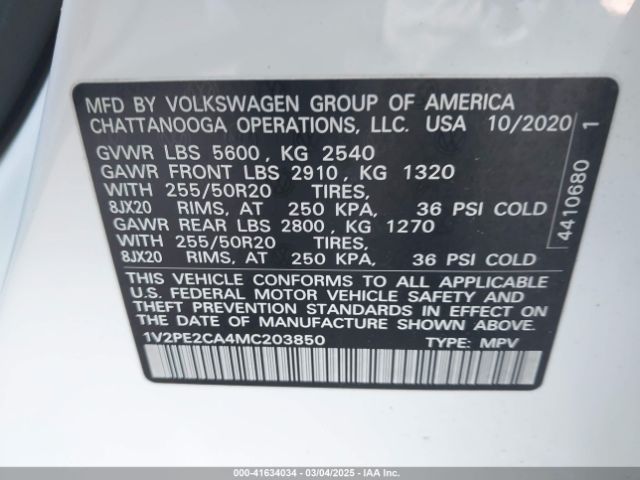 MFD BY VOLKSWAGEN GROUP OF AMERICA
CHATTANOOGA OPERATIONS, LLC. USA 10/2020
GVWR LBS 5600, KG 2540
GAWR FRONT LBS 2910, KG 1320
WITH 255/50R20 TIRES,
8JX20 RIMS, AT 250 KPA, 36 PSI COLD
GAWR REAR LBS 2800, KG 1270
WITH 255/50R20 TIRES,
8JX20 RIMS, AT 250 KPA, 36 PSI COLD
THIS VEHICLE CONFORMS TO ALL APPLICABLE
U.S. FEDERAL MOTOR VEHICLE SAFETY AND
THEFT PREVENTION STANDARDS IN EFFECT ON
THE DATE OF MANUFACTURE SHOWN ABOVE.
1V2PE2CA4MC203850 TYPE: MPV
4410680 1
000-41634034 - 03/04/2025 - IAA Inc.